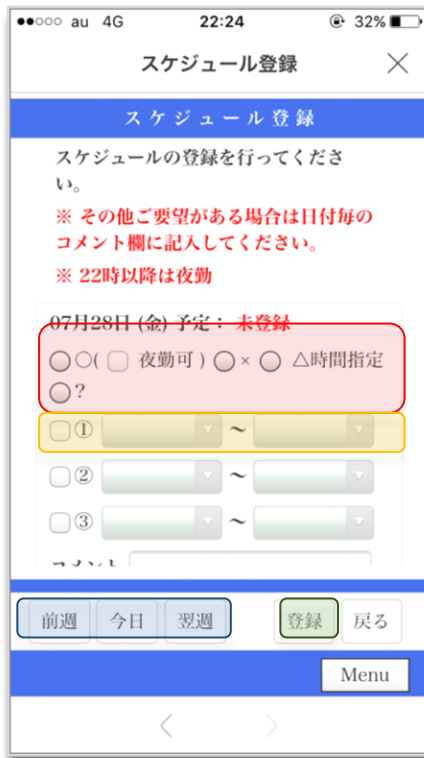 ●●○○○ au 4G 22:24 32%
スケジュール登録
スケジュール登録
スケジュールの登録を行ってくださ
い。
※ その他ご要望がある場合は日付毎の
コメント欄に記入してください。
※ 22時以降は夜勤
07月28日 (金) 予定： 未登録
○( 夜勤可 ) × △時間指定
?
① ～
② ～
③ ～
コメント
前週 今日 翌週 登録 戻る
Menu